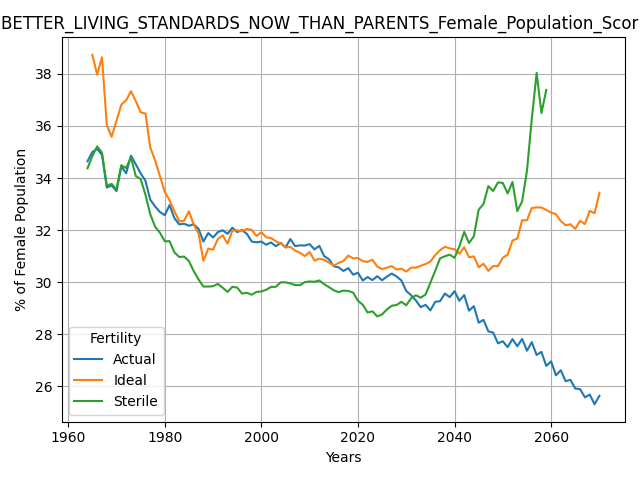 BETTER_LIVING_STANDARDS_NOW_THAN_PARENTS_Female_Population_Scor
% of Female Population
38
36
34
32
30
28
26
Fertility
Actual
Ideal
Sterile
1960
1980
2000
2020
2040
2060
Years